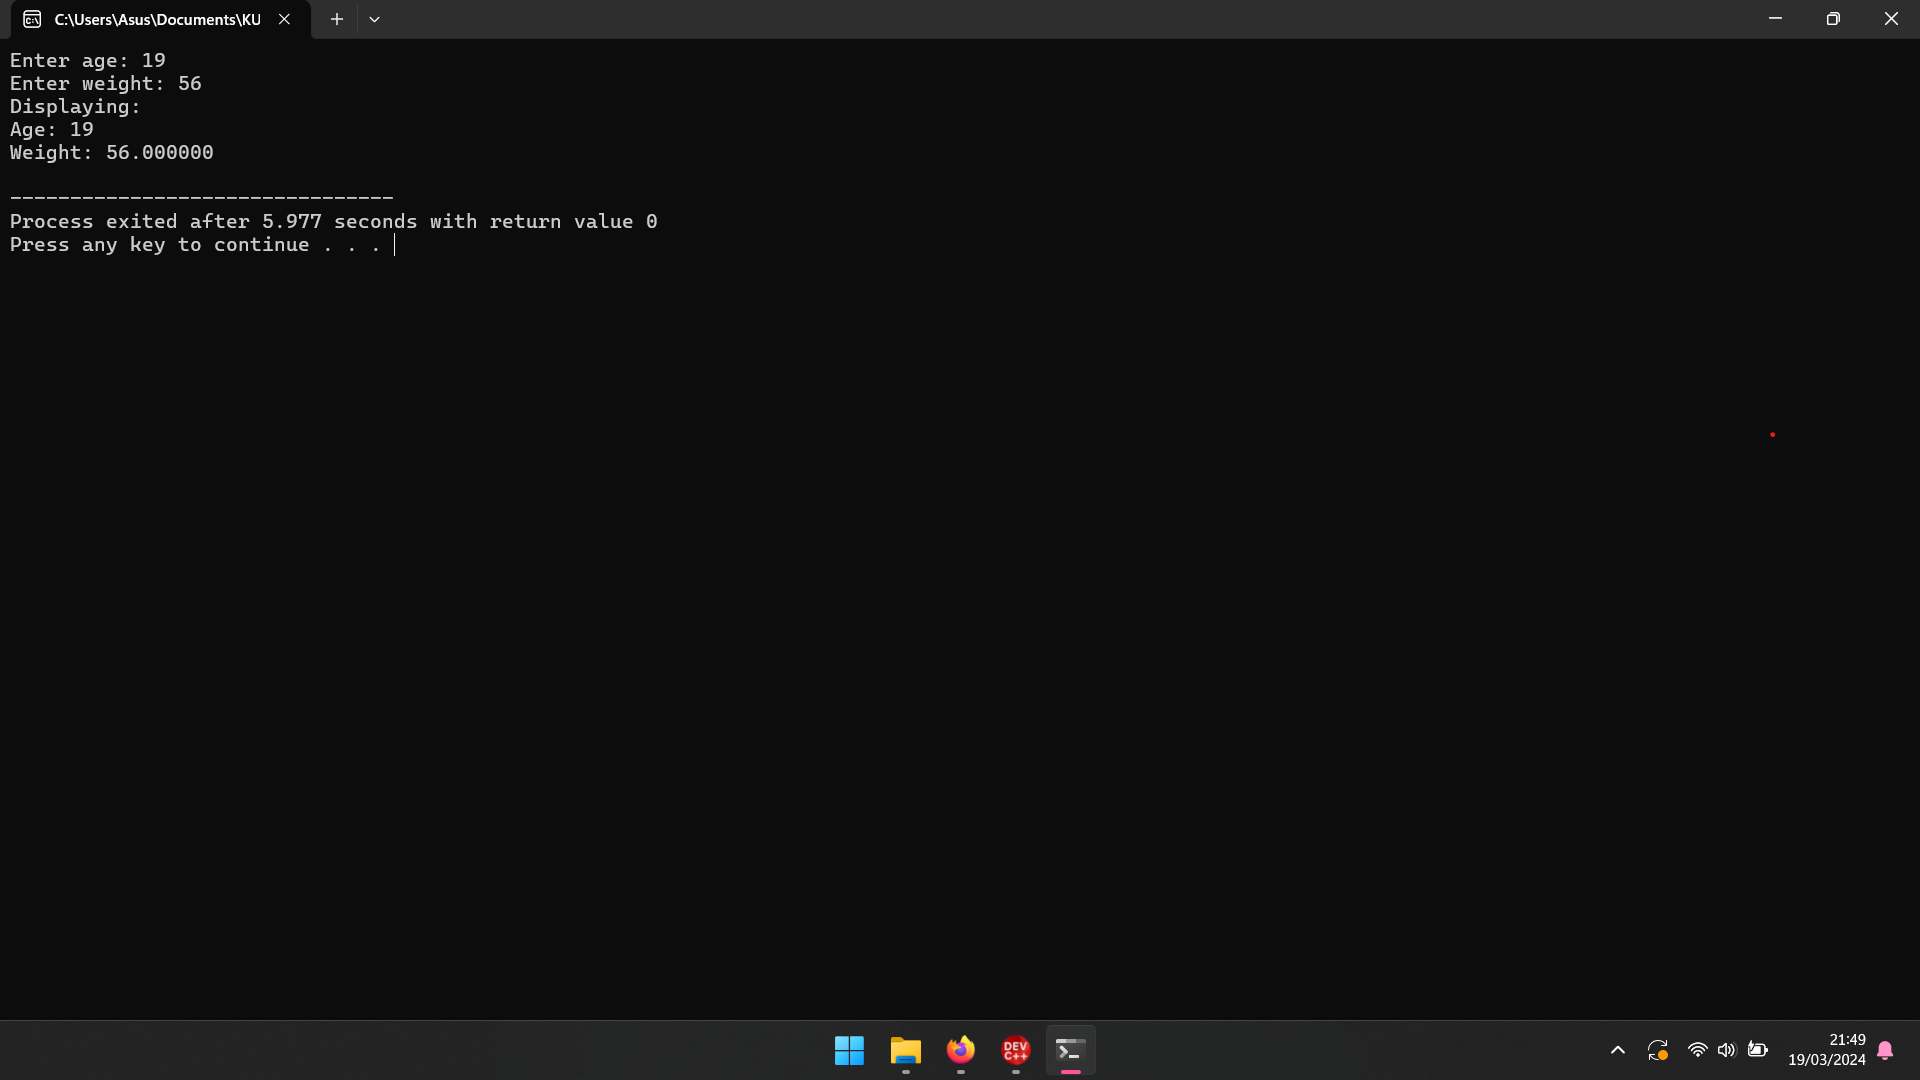 C:\Users\Asus\Documents\KU
Enter age: 19
Enter weight: 56
Displaying:
Age: 19
Weight: 56.000000
--------------------------------
Process exited after 5.977 seconds with return value 0
Press any key to continue . . .
DEV
C++
21:49
19/03/2024